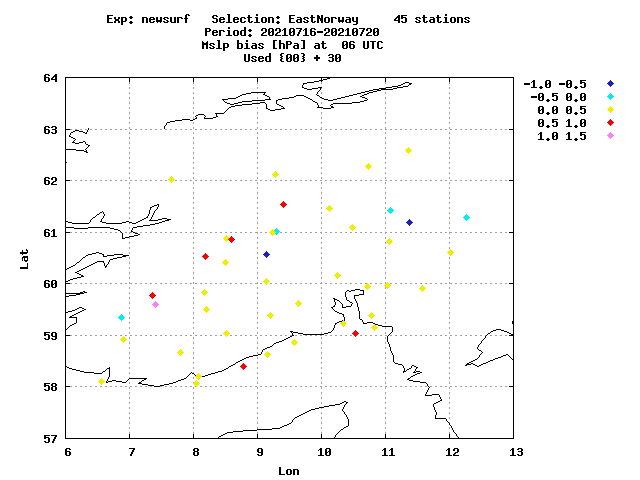 Exp: newsurf Selection: EastNorway 45 stations
Period: 20210716-20210720
Mslp bias [hPa] at 06 UTC
Used {00} + 30
-1.0 -0.5
-0.5 0.0
0.0 0.5
0.5 1.0
1.0 1.5
64
63
62
61
60
59
58
57
Lat
6 7 8 9 10 11 12 13
Lon